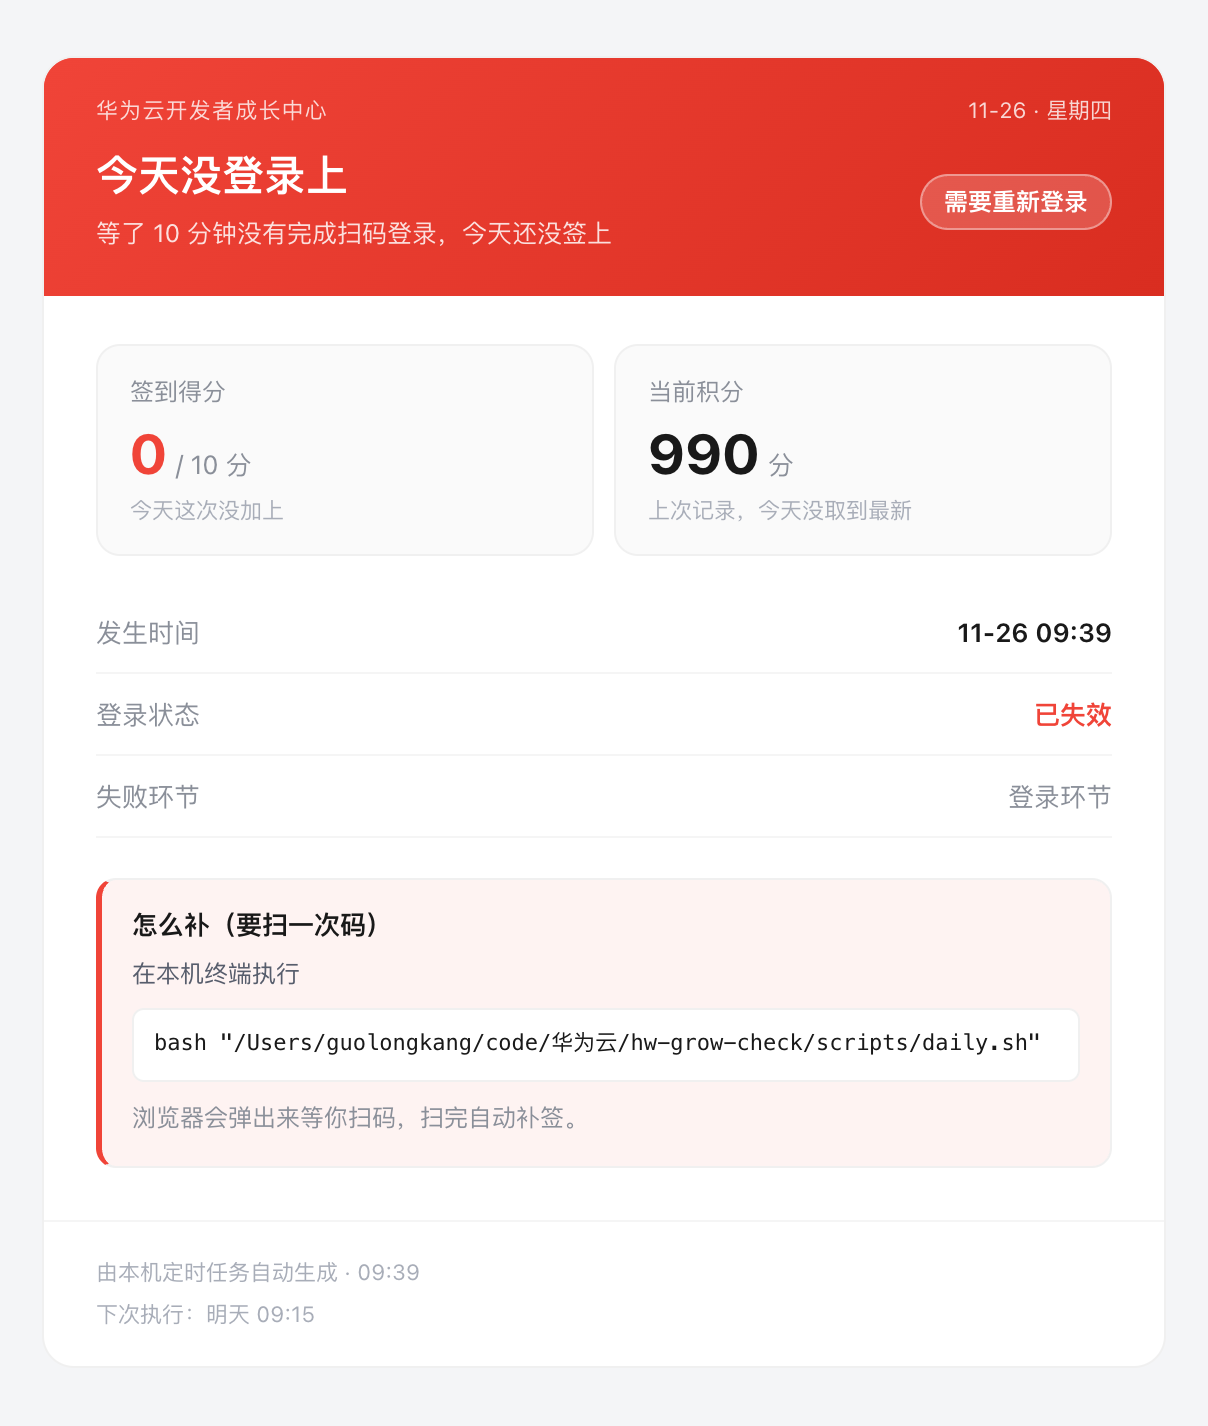 华为云开发者成长中心
11-26 · 星期四
今天没登录上
需要重新登录
等了 10 分钟没有完成扫码登录，今天还没签上
签到得分
0 / 10 分
今天这次没加上
当前积分
990 分
上次记录，今天没取到最新
发生时间
11-26 09:39
登录状态
已失效
失败环节
登录环节
怎么补（要扫一次码）
在本机终端执行
bash "/Users/guolongkang/code/华为云/hw-grow-check/scripts/daily.sh"
浏览器会弹出来等你扫码，扫完自动补签。
由本机定时任务自动生成 · 09:39
下次执行：明天 09:15